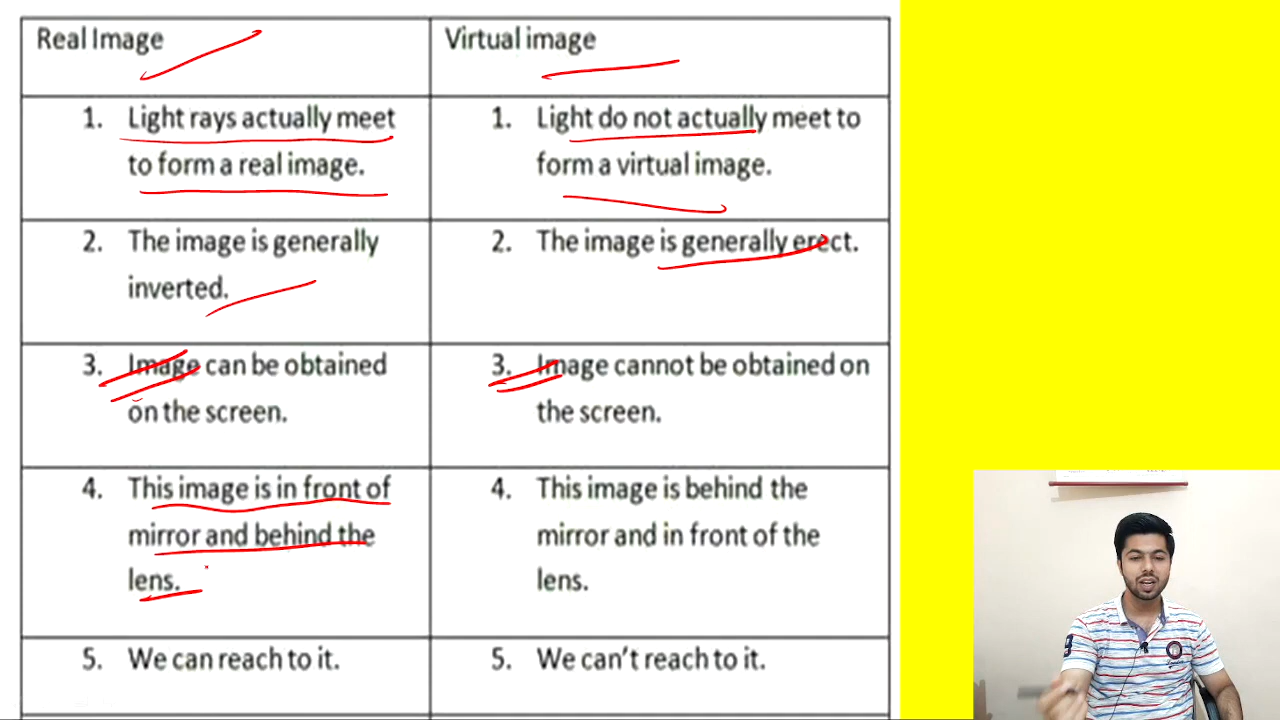 Real Image
Virtual image
1. Light rays actually meet
to form a real image.
1. Light do not actually meet to
form a virtual image.
2. The image is generally
inverted.
2. The image is generally erect.
3. Image can be obtained
on the screen.
3. Image cannot be obtained on
the screen.
4. This image is in front of
mirror and behind the
lens.
4. This image is behind the
mirror and in front of the
lens.
5. We can reach to it.
5. We can't reach to it.